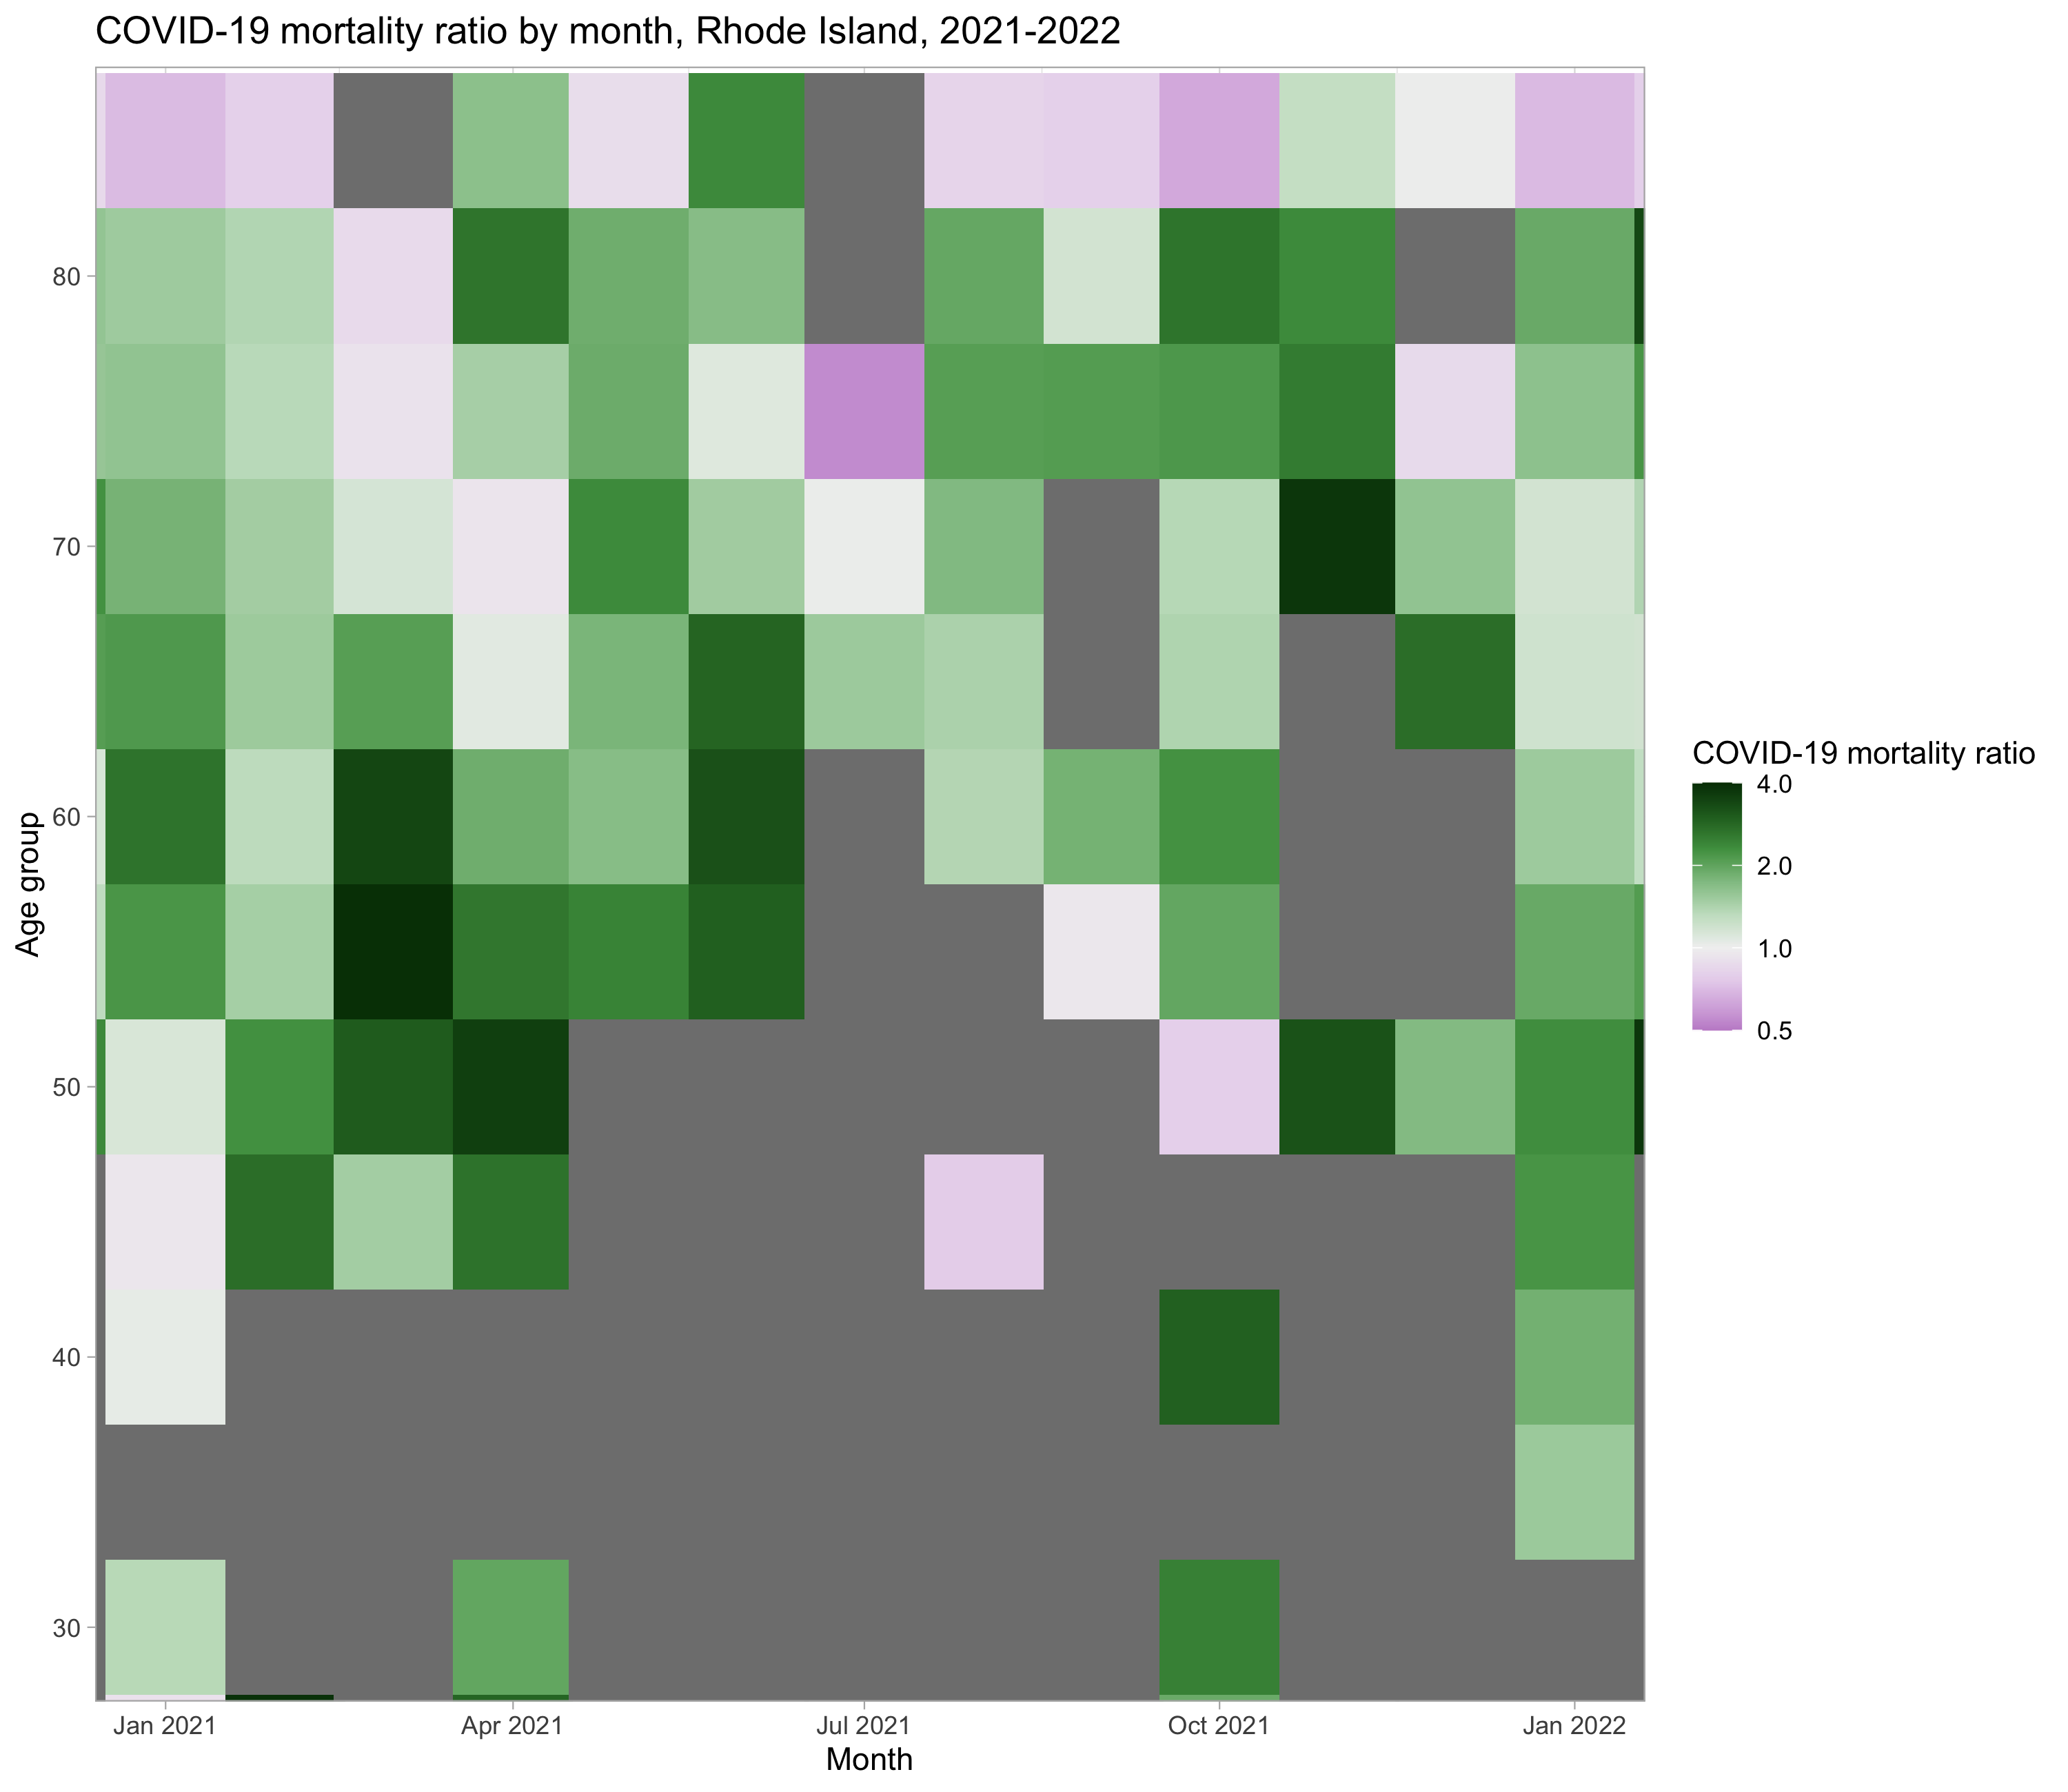 COVID-19 mortality ratio by month, Rhode Island, 2021-2022
80
70
60
50
40
30
Age group
Jan 2021
Apr 2021
Jul 2021
Oct 2021
Jan 2022
Month
COVID-19 mortality ratio
4.0
2.0
1.0
0.5